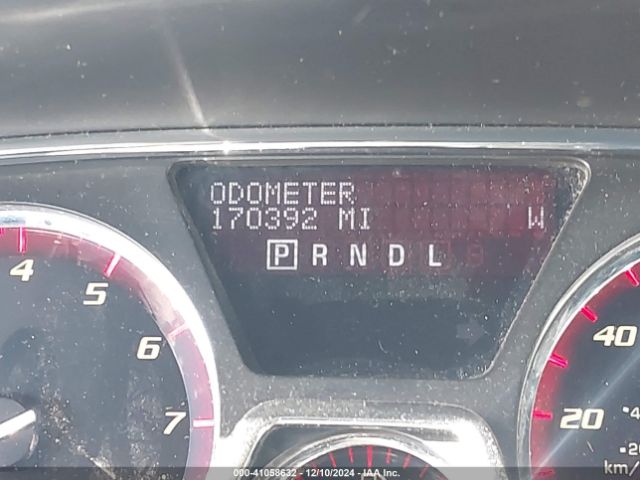 ODOMETER
170392 MI W
P R N D L
4
5
6
7
40
20
km/
000-41058632 - 12/10/2024 - IAA Inc.